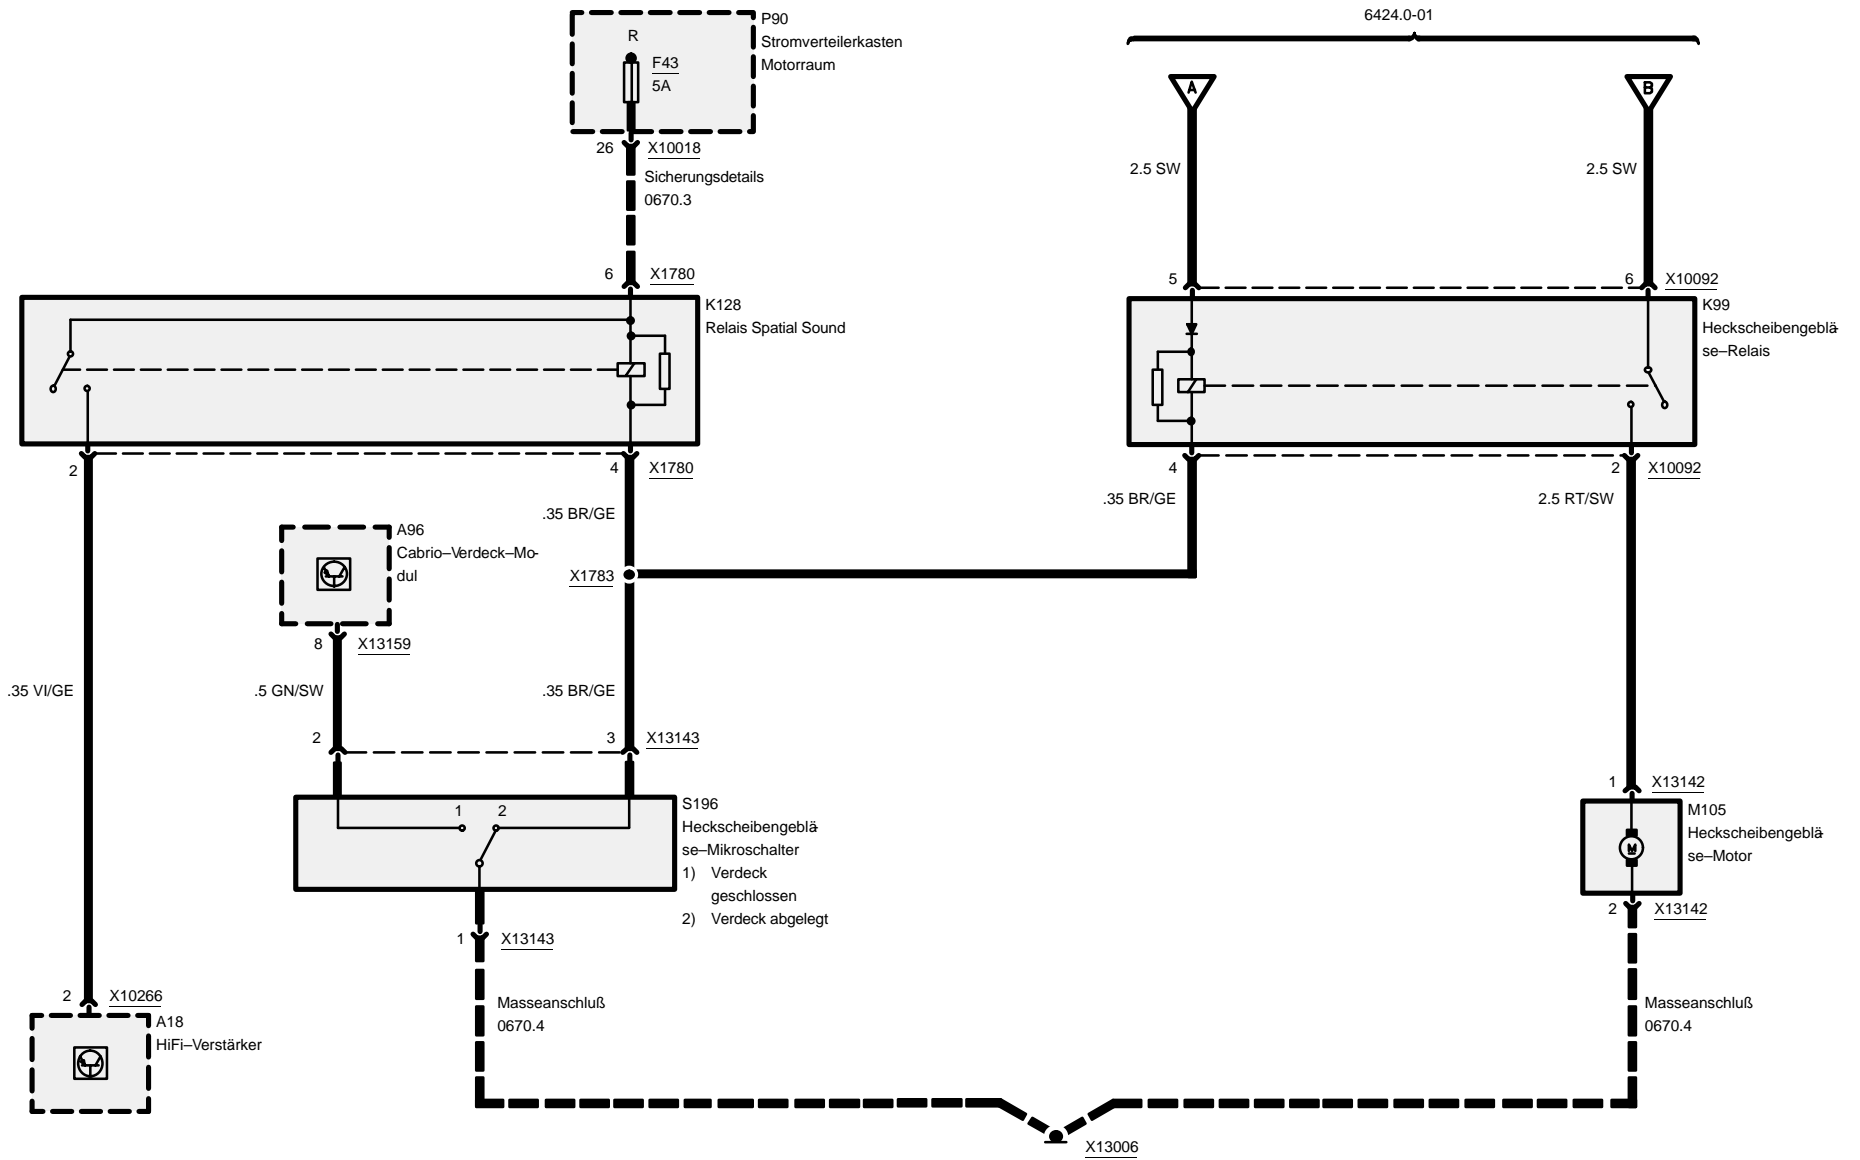 6424.0-01
P90
Stromverteilerkasten
Motorraum
R
F43
5A
26
X10018
Sicherungsdetails
0670.3
A
B
2.5 SW
2.5 SW
6
X1780
5
6
X10092
K128
Relais Spatial Sound
K99
Heckscheibengeblä-
se–Relais
2
4
X1780
4
2
X10092
.35 BR/GE
.35 BR/GE
2.5 RT/SW
A96
Cabrio–Verdeck–Mo-
dul
X1783
8
X13159
.35 VI/GE
.5 GN/SW
.35 BR/GE
2
3
X13143
1
X13142
1
2
S196
Heckscheibengeblä-
se–Mikroschalter
1) Verdeck
geschlossen
2) Verdeck abgelegt
M105
Heckscheibengeblä-
se–Motor
M
2
X13142
1
X13143
2
X10266
A18
HiFi–Verstärker
Masseanschluß
0670.4
Masseanschluß
0670.4
X13006